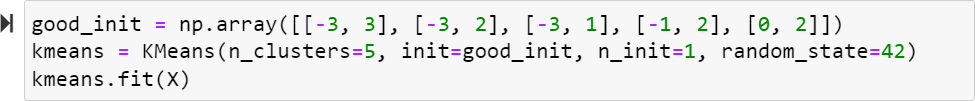 good_init = np.array([[-3, 3], [-3, 2], [-3, 1], [-1, 2], [0, 2]])
kmeans = KMeans(n_clusters=5, init=good_init, n_init=1, random_state=42)
kmeans.fit(X)